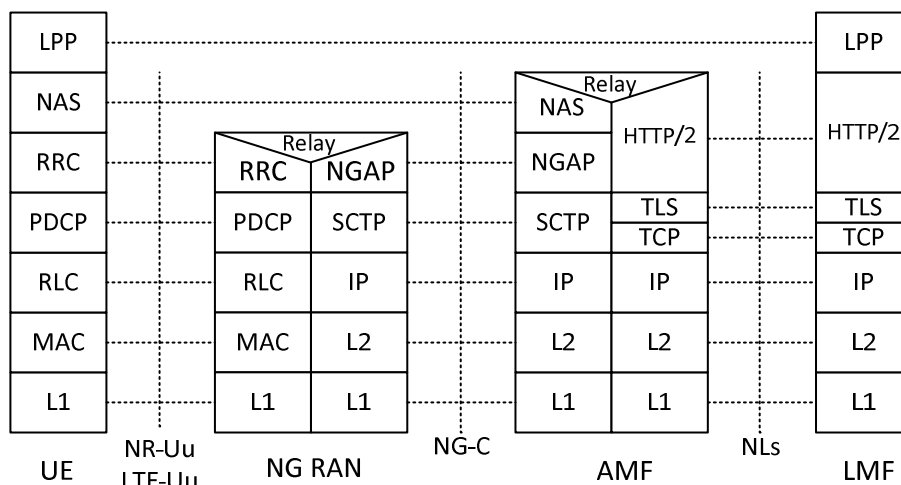 LPP
LPP
Relay
NAS
NAS
HTTP/2
HTTP/2
Relay
RRC
RRC
NGAP
NGAP
PDCP
PDCP
SCTP
SCTP
TLS
TLS
TCP
TCP
RLC
RLC
IP
IP
IP
IP
MAC
MAC
L2
L2
L2
L2
L1
L1
L1
L1
L1
L1
NR-Uu
LTE-Uu
NG-C
NLs
UE
NG RAN
AMF
LMF